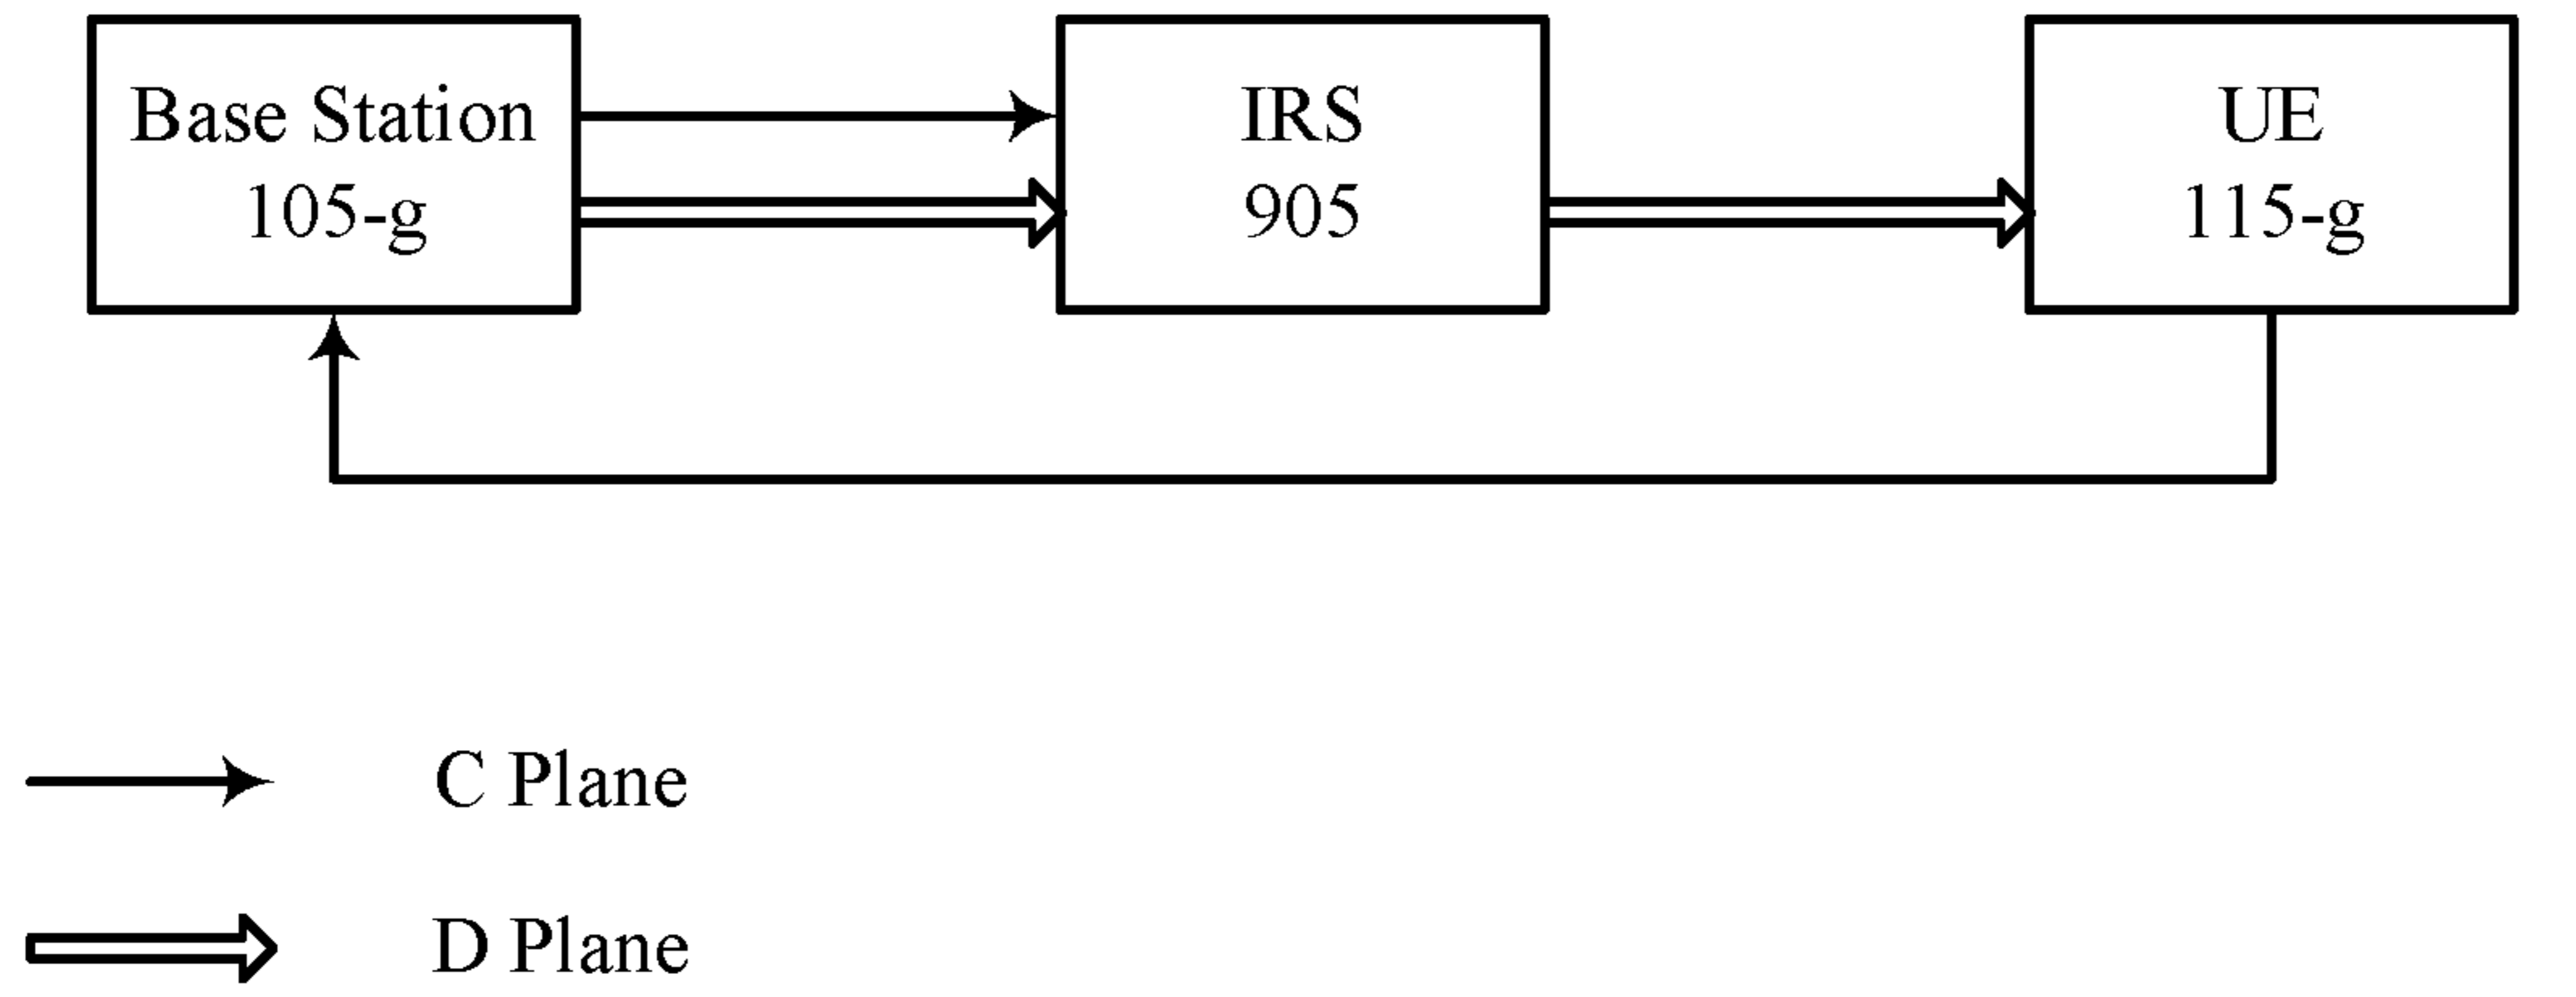 Base Station
105-g
IRS
905
UE
115-g
C Plane
D Plane